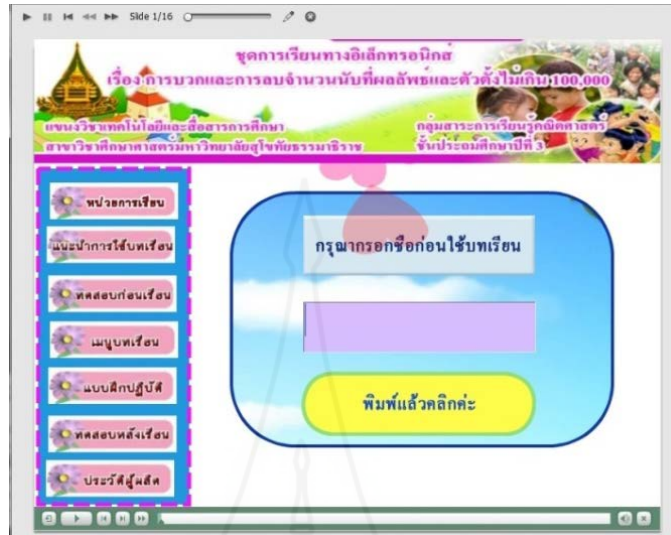 Slide 1/16
ชุดการเรียนทางอิเล็กทรอนิกส์
เรื่อง การบวกและการลบจำนวนนับที่ผลลัพธ์และตัวตั้งไม่เกิน 100,000
แขนงวิชาเทคโนโลยีและสื่อสารการศึกษา
กลุ่มสาระการเรียนรู้คณิตศาสตร์
สาขาวิชาศึกษาศาสตร์มหาวิทยาลัยสุโขทัยธรรมาธิราช
ชั้นประถมศึกษาปีที่ 3
หน่วยการเรียน
แนะนำการใช้บทเรียน
ทดสอบก่อนเรียน
เมนูบทเรียน
แบบฝึกปฏิบัติ
ทดสอบหลังเรียน
ประวัติผู้ผลิต
กรุณากรอกชื่อก่อนใช้บทเรียน
พิมพ์แล้วคลิกค่ะ